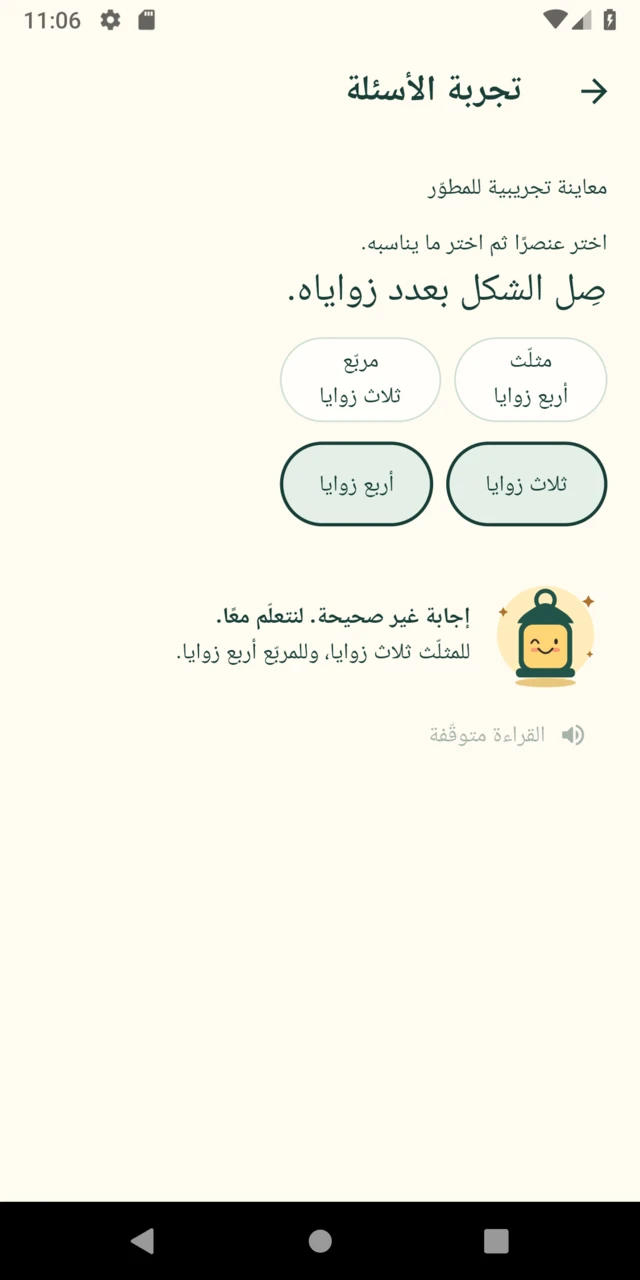 11:06
تجربة الأسئلة
معاينة تجريبية للمطوّر
اختر عنصرًا ثم اختر ما يناسبه.
صِل الشكل بعدد زواياه.
مثلّث
أربع زوايا
مربّع
ثلاث زوايا
ثلاث زوايا
أربع زوايا
إجابة غير صحيحة. لنتعلّم معًا.
للمثلّث ثلاث زوايا، وللمربّع أربع زوايا.
القراءة متوقّفة